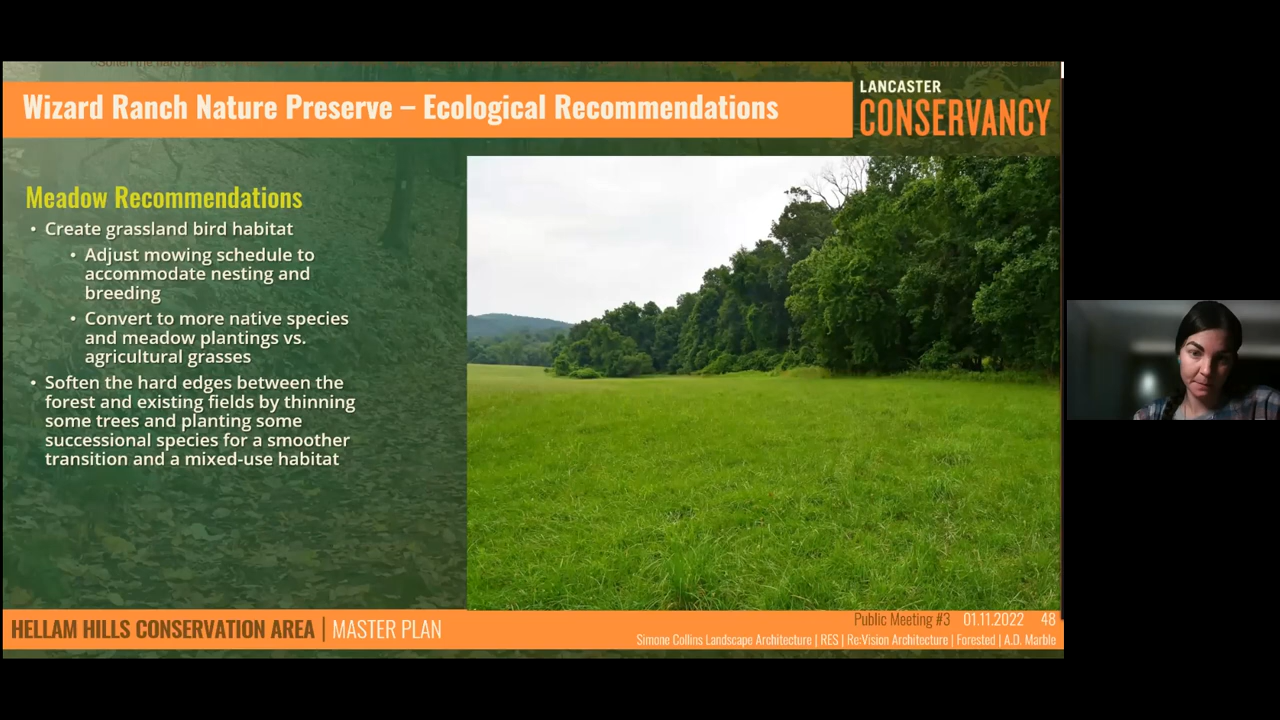 Wizard Ranch Nature Preserve – Ecological Recommendations
LANCASTER
CONSERVANCY
Meadow Recommendations
• Create grassland bird habitat
• Adjust mowing schedule to
accommodate nesting and
breeding
• Convert to more native species
and meadow plantings vs.
agricultural grasses
• Soften the hard edges between the
forest and existing fields by thinning
some trees and planting some
successional species for a smoother
transition and a mixed-use habitat
HELLAM HILLS CONSERVATION AREA | MASTER PLAN
Public Meeting #3 01.11.2022 48
Simone Collins Landscape Architecture | RES | Re:Vision Architecture | Forested | A.D. Marble